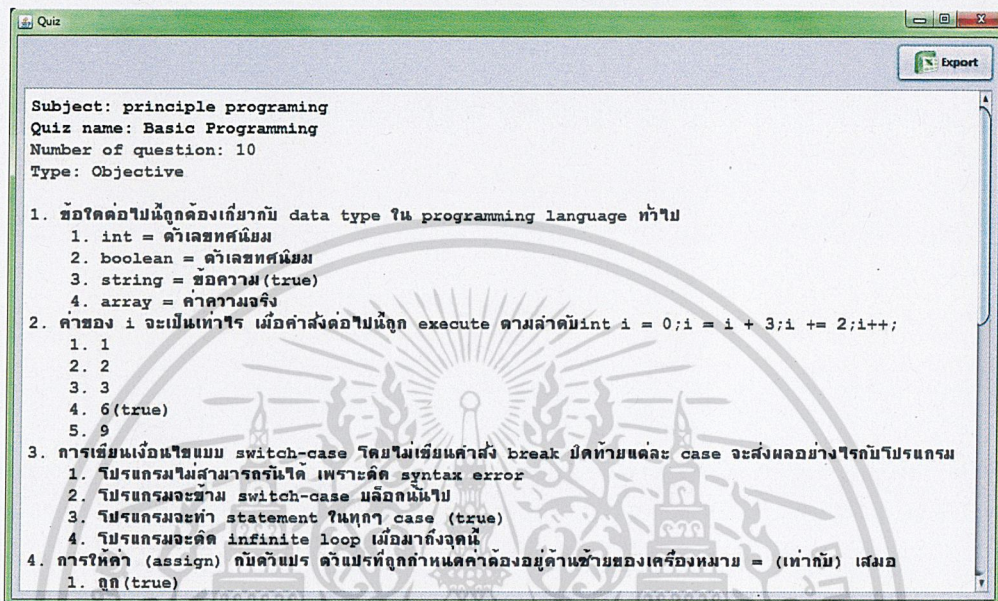 Quiz
Export
Subject: principle programing
Quiz name: Basic Programming
Number of question: 10
Type: Objective
1. ข้อใดต่อไปนี้ถูกต้องเกี่ยวกับ data type ใน programming language ทั่วไป
1. int = ตัวเลขทศนิยม
2. boolean = ตัวเลขทศนิยม
3. string = ข้อความ(true)
4. array = ค่าความจริง
2. ค่าของ i จะเป็นเท่าไร เมื่อคำสั่งต่อไปนี้ถูก execute ตามลำดับint i = 0;i = i + 3;i += 2;i++;
1. 1
2. 2
3. 3
4. 6(true)
5. 9
3. การเขียนเงื่อนไขแบบ switch-case โดยไม่เขียนคำสั่ง break ปิดท้ายแต่ละ case จะส่งผลอย่างไรกับโปรแกรม
1. โปรแกรมไม่สามารถรันได้ เพราะติด syntax error
2. โปรแกรมจะข้าม switch-case บล็อกนั้นไป
3. โปรแกรมจะทำ statement ในทุกๆ case (true)
4. โปรแกรมจะติด infinite loop เมื่อมาถึงจุดนี้
4. การให้ค่า (assign) กับตัวแปร ตัวแปรที่ถูกกำหนดค่าต้องอยู่ด้านซ้ายของเครื่องหมาย = (เท่ากับ) เสมอ
1. ถูก(true)